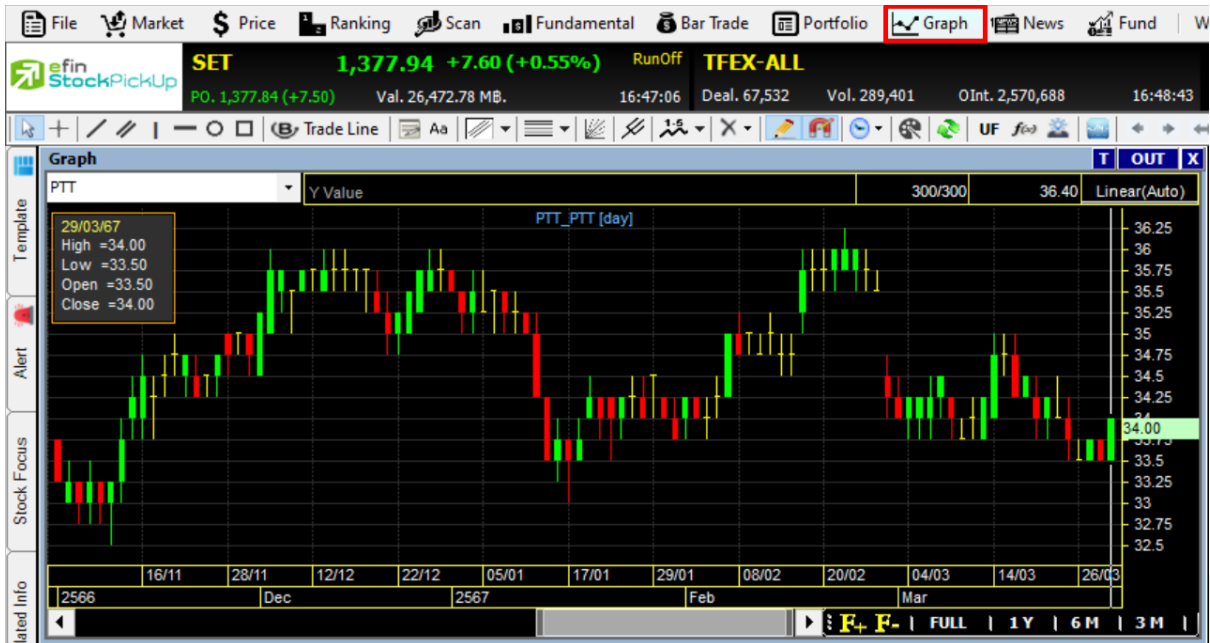 File Market Price Ranking Scan Fundamental Bar Trade Portfolio Graph News Fund W
efin
StockPickUp
SET 1,377.94 +7.60 (+0.55%) RunOff TFEX-ALL
PO. 1,377.84 (+7.50) Val. 26,472.78 M฿. 16:47:06 Deal. 67,532 Vol. 289,401 OInt. 2,570,688 16:48:43
B Trade Line Aa 1-5 UF f(x)
Graph T OUT X
PTT Y Value 300/300 36.40 Linear(Auto)
PTT_PTT [day]
29/03/67
High =34.00
Low =33.50
Open =33.50
Close =34.00
Template
Alert
Stock Focus
lated Info
36.25
36
35.75
35.5
35.25
35
34.75
34.5
34.25
34
34.00
33.75
33.5
33.25
33
32.75
32.5
16/11 28/11 12/12 22/12 05/01 17/01 29/01 08/02 20/02 04/03 14/03 26/03
2566 Dec 2567 Feb Mar
F+ F- | FULL | 1Y | 6M | 3M |